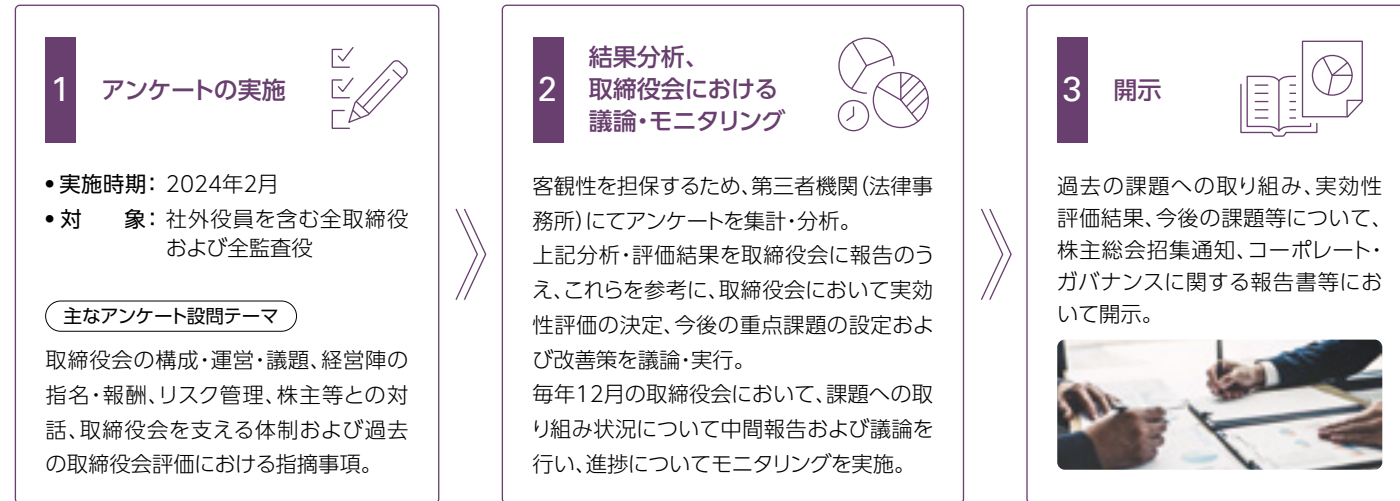 1
アンケートの実施
•実施時期： 2024年2月
•対　　象： 社外役員を含む全取締役
および全監査役
主なアンケート設問テーマ
取締役会の構成・運営・議題、経営陣の
指名・報酬、リスク管理、株主等との対
話、取締役会を支える体制および過去
の取締役会評価における指摘事項。
2
結果分析、
取締役会における
議論・モニタリング
客観性を担保するため、第三者機関（法律事
務所）にてアンケートを集計・分析。
上記分析・評価結果を取締役会に報告のう
え、これらを参考に、取締役会において実効
性評価の決定、今後の重点課題の設定およ
び改善策を議論・実行。
毎年12月の取締役会において、課題への取
り組み状況について中間報告および議論を
行い、進捗についてモニタリングを実施。
3
開示
過去の課題への取り組み、実効性
評価結果、今後の課題等について、
株主総会招集通知、コーポレート・
ガバナンスに関する報告書等にお
いて開示。